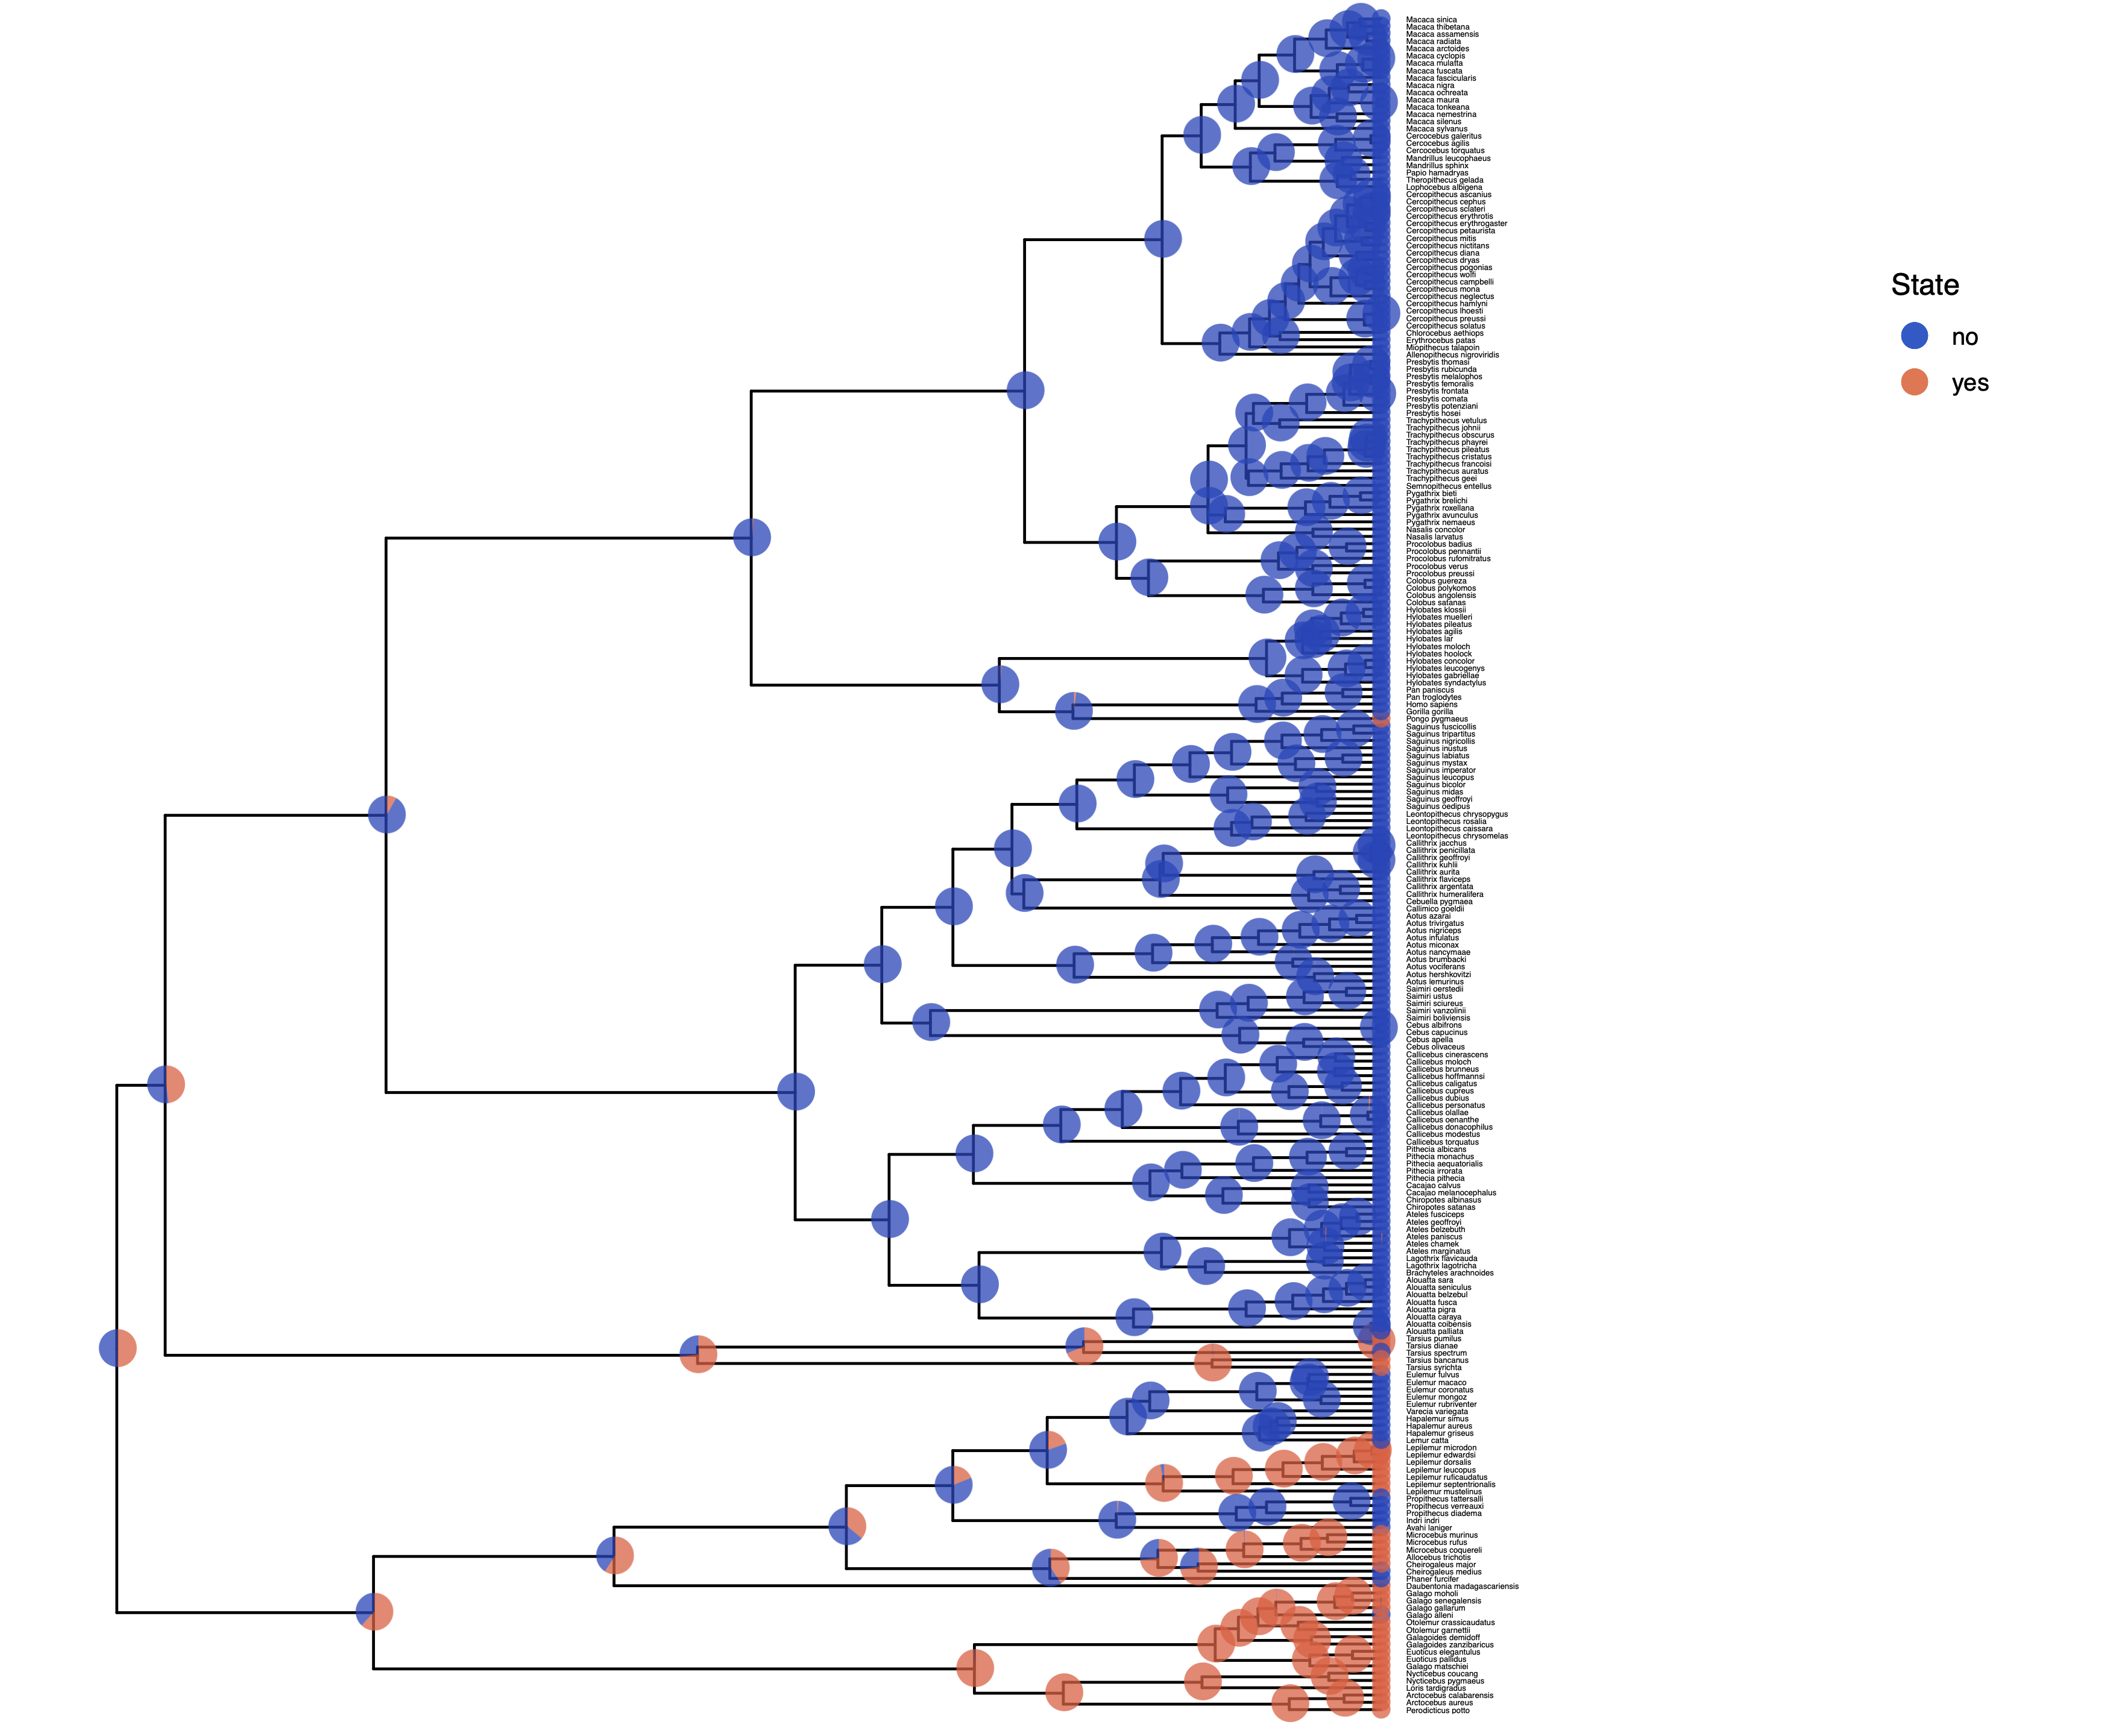 Macaca sinica
Macaca thibetana
Macaca assamensis
Macaca radiata
Macaca arctoides
Macaca cyclopis
Macaca mulatta
Macaca fuscata
Macaca fascicularis
Macaca nigra
Macaca ochreata
Macaca maura
Macaca tonkeana
Macaca nemestrina
Macaca silenus
Macaca sylvanus
Cercocebus galeritus
Cercocebus agilis
Cercocebus torquatus
Mandrillus leucophaeus
Mandrillus sphinx
Papio hamadryas
Theropithecus gelada
Lophocebus albigena
Cercopithecus ascanius
Cercopithecus cephus
Cercopithecus sclateri
Cercopithecus erythrotis
Cercopithecus erythrogaster
Cercopithecus petaurista
Cercopithecus mitis
Cercopithecus nictitans
Cercopithecus diana
Cercopithecus dryas
Cercopithecus pogonias
Cercopithecus wolfi
Cercopithecus campbelli
Cercopithecus mona
Cercopithecus neglectus
Cercopithecus hamlyni
Cercopithecus lhoesti
Cercopithecus preussi
Cercopithecus solatus
Chlorocebus aethiops
Erythrocebus patas
Miopithecus talapoin
Allenopithecus nigroviridis
Presbytis thomasi
Presbytis rubicunda
Presbytis melalophos
Presbytis femoralis
Presbytis frontata
Presbytis comata
Presbytis potenziani
Presbytis hosei
Trachypithecus vetulus
Trachypithecus johnii
Trachypithecus obscurus
Trachypithecus phayrei
Trachypithecus pileatus
Trachypithecus cristatus
Trachypithecus francoisi
Trachypithecus auratus
Trachypithecus geei
Semnopithecus entellus
Pygathrix bieti
Pygathrix brelichi
Pygathrix roxellana
Pygathrix avunculus
Pygathrix nemaeus
Nasalis concolor
Nasalis larvatus
Procolobus badius
Procolobus pennantii
Procolobus rufomitratus
Procolobus verus
Procolobus preussi
Colobus guereza
Colobus polykomos
Colobus angolensis
Colobus satanas
Hylobates klossii
Hylobates muelleri
Hylobates pileatus
Hylobates agilis
Hylobates lar
Hylobates moloch
Hylobates hoolock
Hylobates concolor
Hylobates leucogenys
Hylobates gabriellae
Hylobates syndactylus
Pan paniscus
Pan troglodytes
Homo sapiens
Gorilla gorilla
Pongo pygmaeus
Saguinus fuscicollis
Saguinus tripartitus
Saguinus nigricollis
Saguinus inustus
Saguinus labiatus
Saguinus mystax
Saguinus imperator
Saguinus leucopus
Saguinus bicolor
Saguinus midas
Saguinus geoffroyi
Saguinus oedipus
Leontopithecus chrysopygus
Leontopithecus rosalia
Leontopithecus caissara
Leontopithecus chrysomelas
Callithrix jacchus
Callithrix penicillata
Callithrix geoffroyi
Callithrix kuhlii
Callithrix aurita
Callithrix flaviceps
Callithrix argentata
Callithrix humeralifera
Cebuella pygmaea
Callimico goeldii
Aotus azarai
Aotus trivirgatus
Aotus nigriceps
Aotus infulatus
Aotus miconax
Aotus nancymaae
Aotus brumbacki
Aotus vociferans
Aotus hershkovitzi
Aotus lemurinus
Saimiri oerstedii
Saimiri ustus
Saimiri sciureus
Saimiri vanzolinii
Saimiri boliviensis
Cebus albifrons
Cebus capucinus
Cebus apella
Cebus olivaceus
Callicebus cinerascens
Callicebus moloch
Callicebus brunneus
Callicebus hoffmannsi
Callicebus caligatus
Callicebus cupreus
Callicebus dubius
Callicebus personatus
Callicebus olallae
Callicebus oenanthe
Callicebus donacophilus
Callicebus modestus
Callicebus torquatus
Pithecia albicans
Pithecia monachus
Pithecia aequatorialis
Pithecia irrorata
Pithecia pithecia
Cacajao calvus
Cacajao melanocephalus
Chiropotes albinasus
Chiropotes satanas
Ateles fusciceps
Ateles geoffroyi
Ateles belzebuth
Ateles paniscus
Ateles chamek
Ateles marginatus
Lagothrix flavicauda
Lagothrix lagotricha
Brachyteles arachnoides
Alouatta sara
Alouatta seniculus
Alouatta belzebul
Alouatta fusca
Alouatta pigra
Alouatta caraya
Alouatta coibensis
Alouatta palliata
Tarsius pumilus
Tarsius dianae
Tarsius spectrum
Tarsius bancanus
Tarsius syrichta
Eulemur fulvus
Eulemur macaco
Eulemur coronatus
Eulemur mongoz
Eulemur rubriventer
Varecia variegata
Hapalemur simus
Hapalemur aureus
Hapalemur griseus
Lemur catta
Lepilemur microdon
Lepilemur edwardsi
Lepilemur dorsalis
Lepilemur leucopus
Lepilemur ruficaudatus
Lepilemur septentrionalis
Lepilemur mustelinus
Propithecus tattersalli
Propithecus verreauxi
Propithecus diadema
Indri indri
Avahi laniger
Microcebus murinus
Microcebus rufus
Microcebus coquereli
Allocebus trichotis
Cheirogaleus major
Cheirogaleus medius
Phaner furcifer
Daubentonia madagascariensis
Galago moholi
Galago senegalensis
Galago gallarum
Galago alleni
Otolemur crassicaudatus
Otolemur garnettii
Galagoides demidoff
Galagoides zanzibaricus
Euoticus elegantulus
Euoticus pallidus
Galago matschiei
Nycticebus coucang
Nycticebus pygmaeus
Loris tardigradus
Arctocebus calabarensis
Arctocebus aureus
Perodicticus potto
State
no
yes